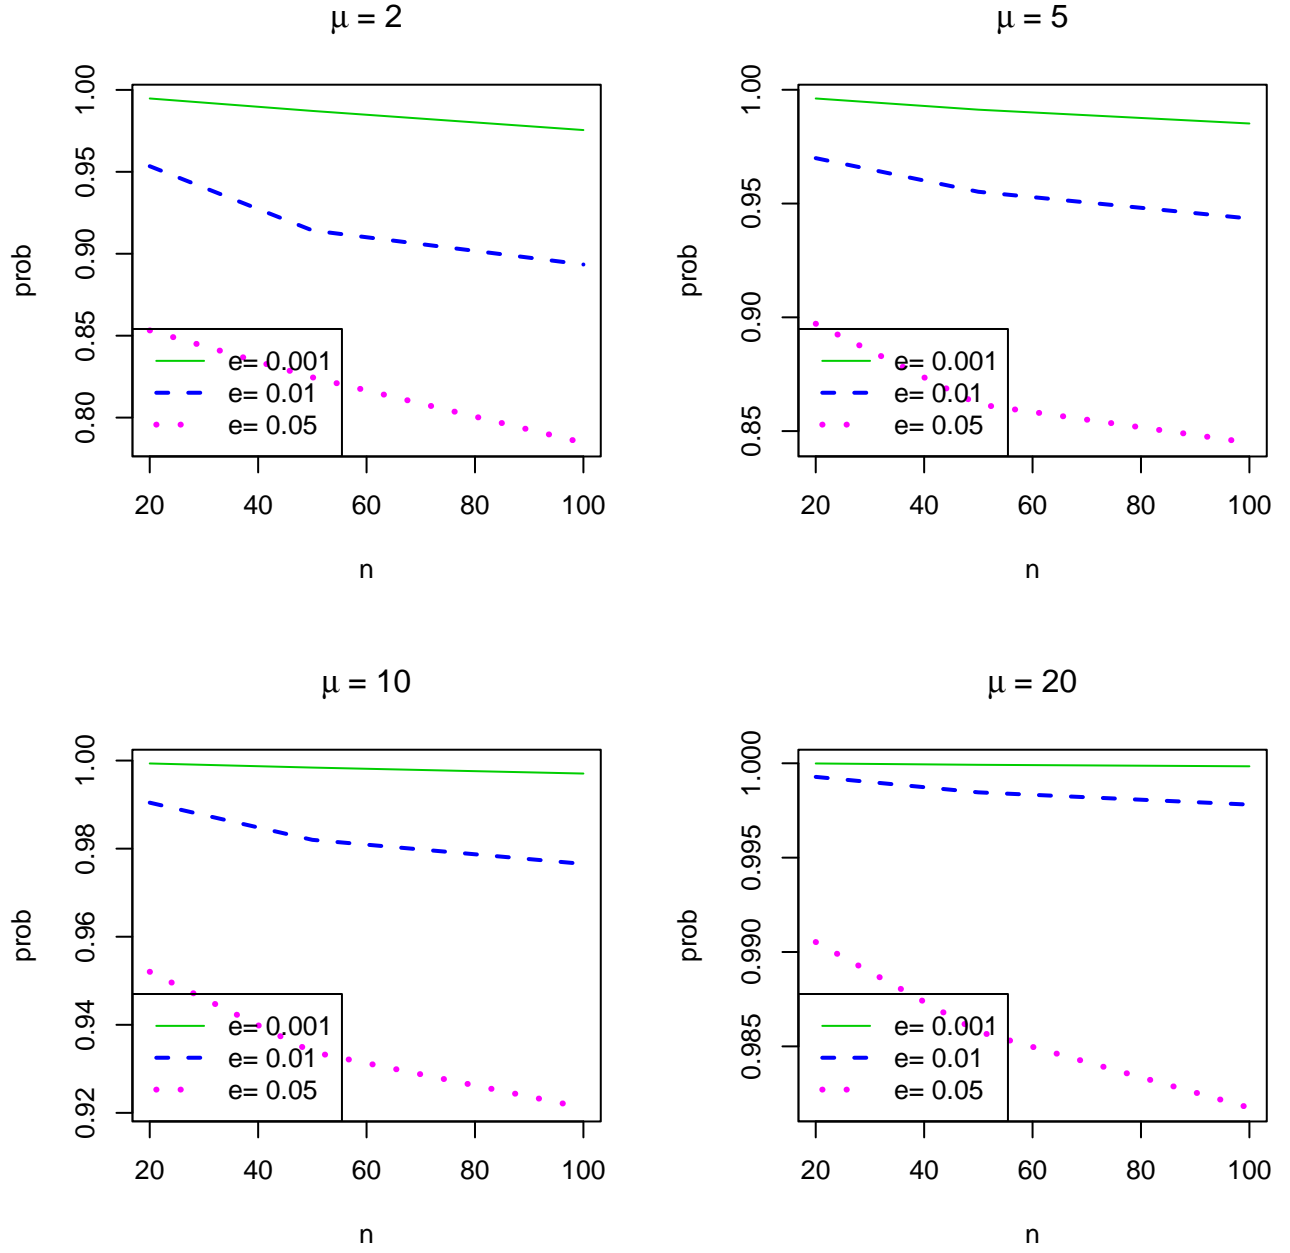 μ = 2
1.00
0.95
0.90
0.85
0.80
prob
e= 0.001
e= 0.01
e= 0.05
20 40 60 80 100
n
μ = 5
1.00
0.95
0.90
0.85
prob
e= 0.001
e= 0.01
e= 0.05
20 40 60 80 100
n
μ = 10
1.00
0.98
0.96
0.94
0.92
prob
e= 0.001
e= 0.01
e= 0.05
20 40 60 80 100
n
μ = 20
1.000
0.995
0.990
0.985
prob
e= 0.001
e= 0.01
e= 0.05
20 40 60 80 100
n